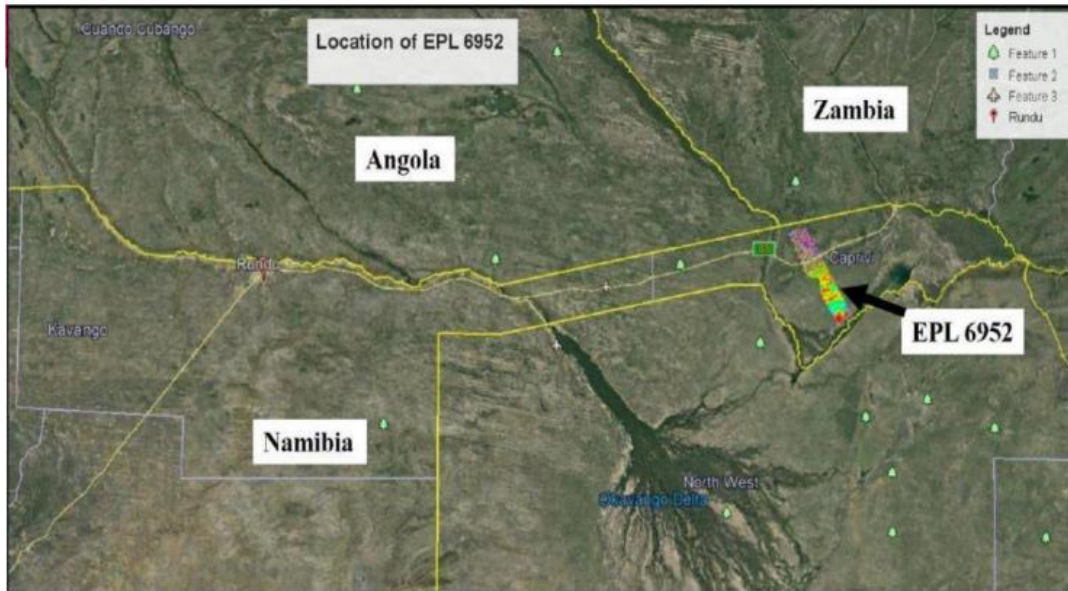 Cuando Cubango
Location of EPL 6952
Legend
Feature 1
Feature 2
Feature 3
Rundu
Zambia
Angola
Rundu
Caprivi
EPL 6952
Kavango
Namibia
North West
Okavango Delta